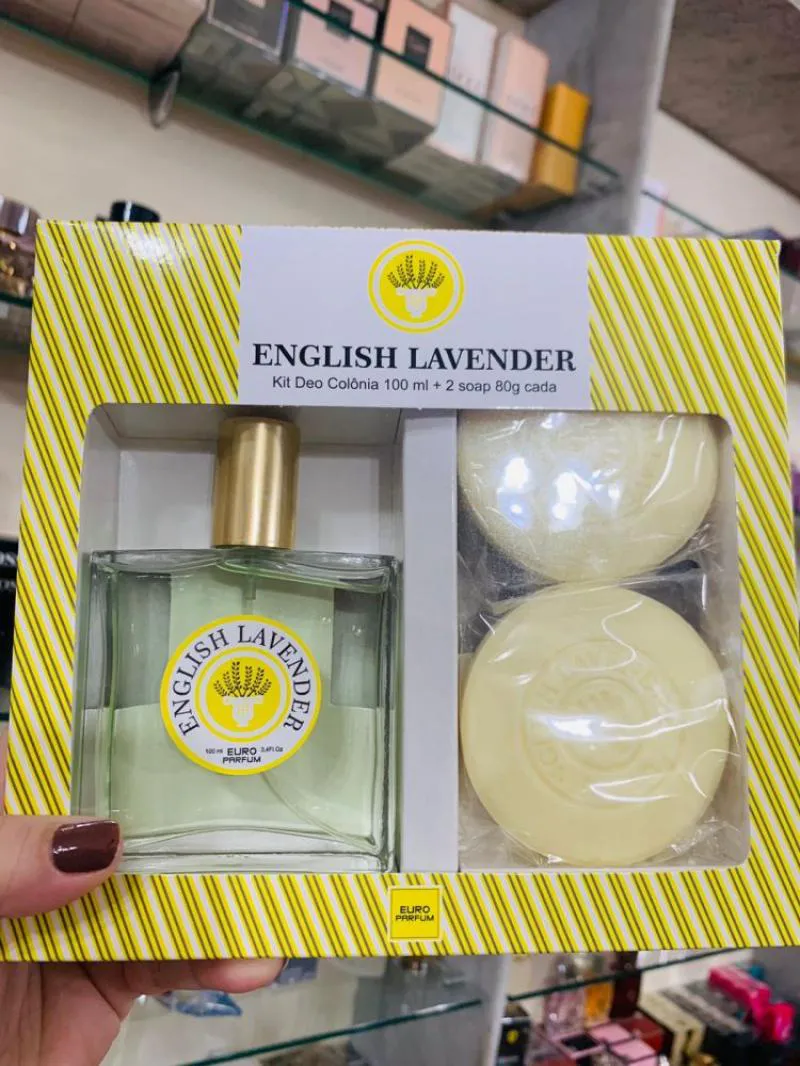 ENGLISH LAVENDER
Kit Deo Colônia 100 ml + 2 soap 80g cada
ENGLISH LAVENDER
100 ml EURO 3.4Fl.Oz
PARFUM
EURO
PARFUM